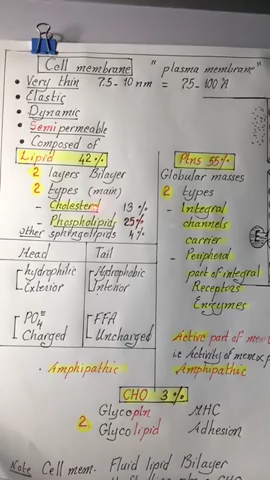 Cell membrane " plasma membrane "
• Very thin 7.5 - 10 nm = 75 - 100 Å
• Elastic
• Dynamic
• Semipermeable
• Composed of
Lipid 42 %
2 layers Bilayer
2 types (main)
- Cholesterol 13 %
- Phospholipids 25%
other sphingolipids 4 %
Head Tail
hydrophilic Hydrophobic
Exterior Interior
PO4≡ FFA
Charged Uncharged
. Amphipathic
Ptns 55%
Globular masses
2 types
- Integral
channels
carrier
- Peripheral
part of integral
Receptors
Enzymes
Active part of mem
i.e Activity of mem ∝ p
Amphipathic
CHO 3 %
2 Glycoptn MHC
Glycolipid Adhesion
Note Cell mem. Fluid lipid Bilayer